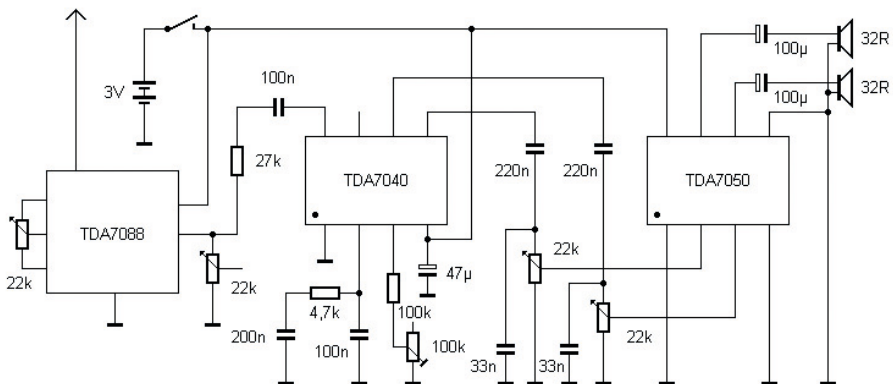 32R
100µ
100n
3V
32R
100µ
27k
TDA7040
220n
220n
TDA7050
TDA7088
22k
22k
22k
47µ
4,7k
100k
200n
100n
100k
22k
33n
33n